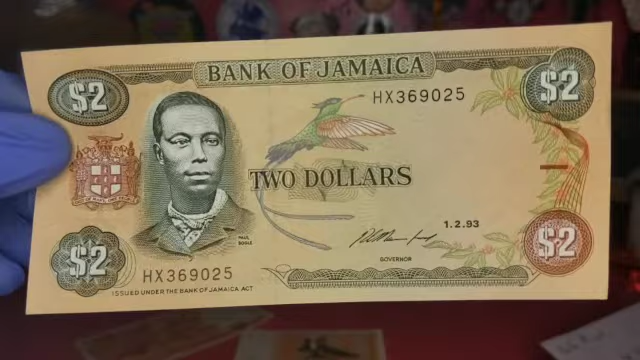 BANK OF JAMAICA
$2
$2
HX369025
TWO DOLLARS
PAUL
BOGLE
1.2.93
GOVERNOR
$2
HX369025
$2
ISSUED UNDER THE BANK OF JAMAICA ACT